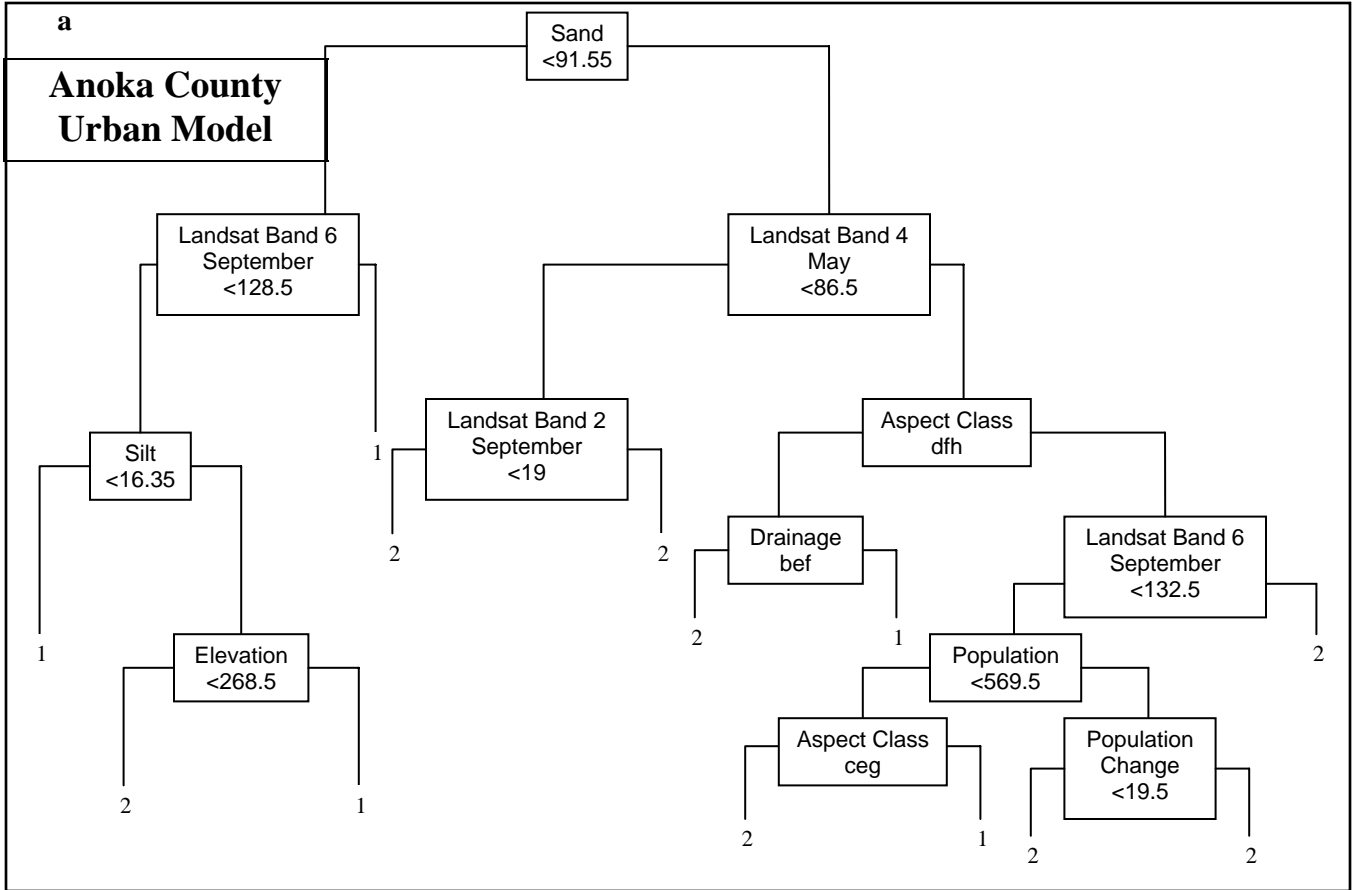 a
Anoka County
Urban Model
Sand
<91.55
Landsat Band 6
September
<128.5
Landsat Band 4
May
<86.5
Silt
<16.35
1
Landsat Band 2
September
<19
Aspect Class
dfh
2
2
Drainage
bef
Landsat Band 6
September
<132.5
1
Elevation
<268.5
2
1
Population
<569.5
2
2
1
Aspect Class
ceg
Population
Change
<19.5
2
1
2
2